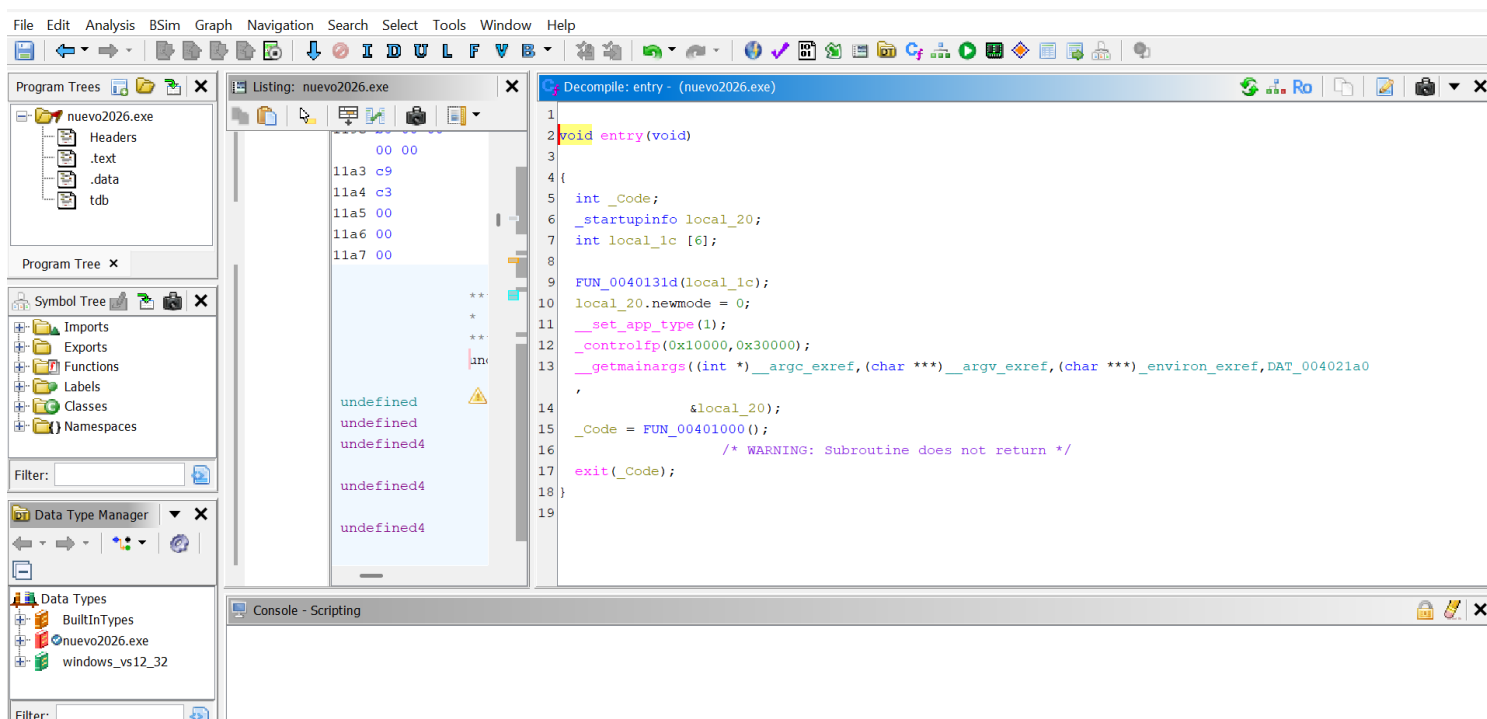 File Edit Analysis BSim Graph Navigation Search Select Tools Window Help
I D U L F V B
Program Trees
nuevo2026.exe
Headers
.text
.data
tdb
Program Tree
Symbol Tree
Imports
Exports
Functions
Labels
Classes
Namespaces
Filter:
Data Type Manager
Data Types
BuiltInTypes
nuevo2026.exe
windows_vs12_32
Filter:
Listing: nuevo2026.exe
00 00
11a3 c9
11a4 c3
11a5 00
11a6 00
11a7 00
**
*
**
und
undefined
undefined
undefined4
undefined4
undefined4
Decompile: entry - (nuevo2026.exe)
Ro
1
2 void entry(void)
3
4 {
5 int _Code;
6 _startupinfo local_20;
7 int local_1c [6];
8
9 FUN_0040131d(local_1c);
10 local_20.newmode = 0;
11 __set_app_type(1);
12 _controlfp(0x10000,0x30000);
13 __getmainargs((int *)__argc_exref,(char ***)__argv_exref,(char ***)_environ_exref,DAT_004021a0
,
14 &local_20);
15 _Code = FUN_00401000();
16 /* WARNING: Subroutine does not return */
17 exit(_Code);
18 }
19
Console - Scripting